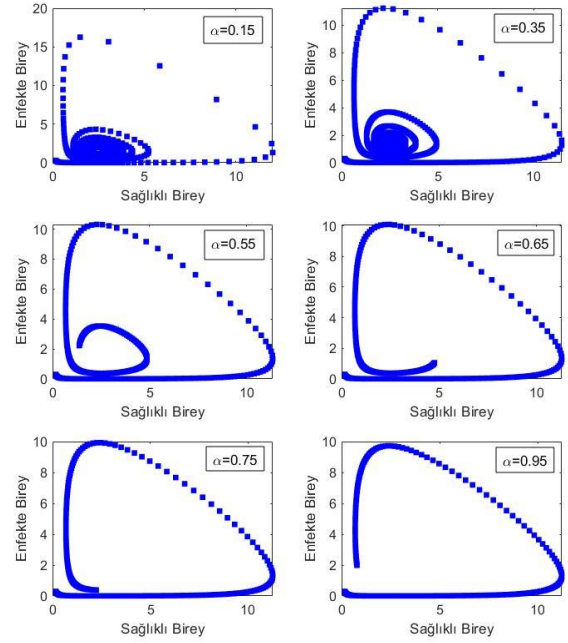 20
15
10
5
0
Enfekte Birey
α=0.15
0 5 10
Sağlıklı Birey
10
8
6
4
2
0
Enfekte Birey
α=0.35
0 5 10
Sağlıklı Birey
10
8
6
4
2
0
Enfekte Birey
α=0.55
0 5 10
Sağlıklı Birey
10
8
6
4
2
0
Enfekte Birey
α=0.65
0 5 10
Sağlıklı Birey
10
8
6
4
2
0
Enfekte Birey
α=0.75
0 5 10
Sağlıklı Birey
10
8
6
4
2
0
Enfekte Birey
α=0.95
0 5 10
Sağlıklı Birey